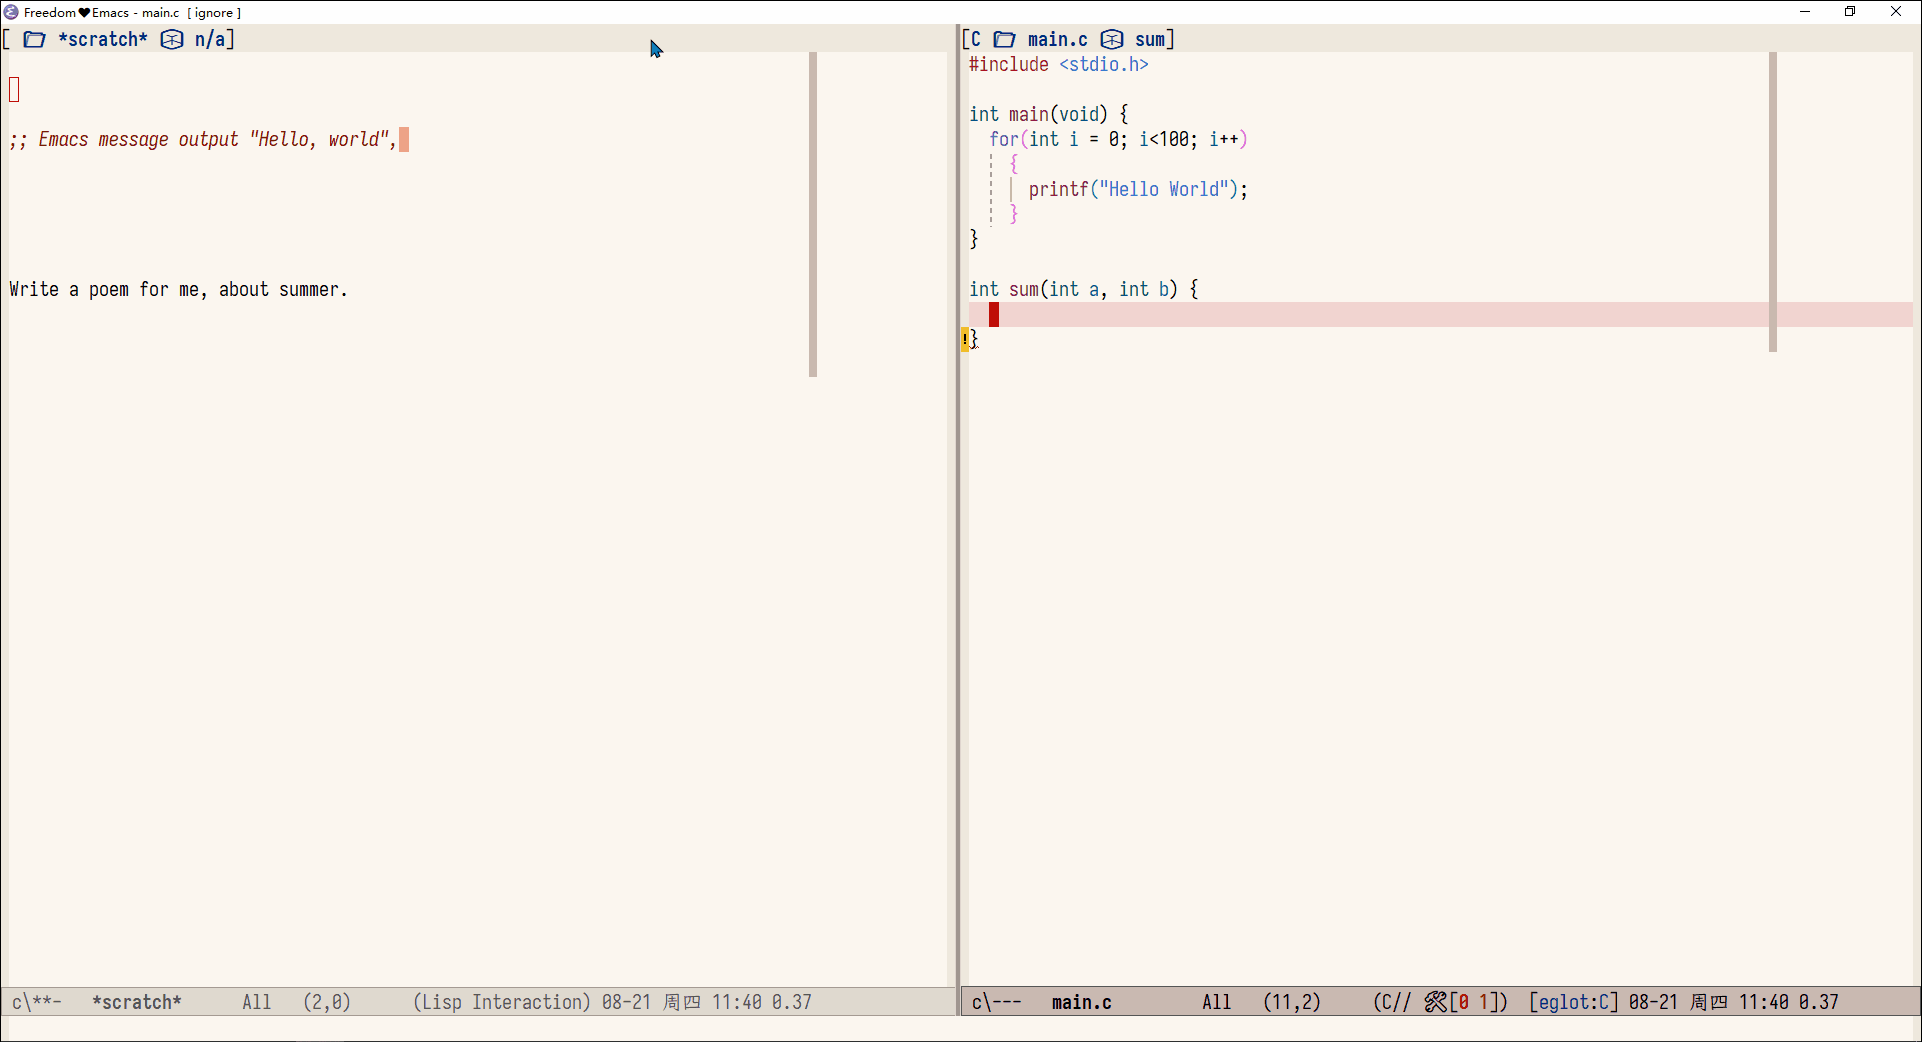 Freedom♥Emacs - main.c [ ignore ]
[ *scratch* n/a]
;; Emacs message output "Hello, world",
Write a poem for me, about summer.
c\**- *scratch* All (2,0) (Lisp Interaction) 08-21 周四 11:40 0.37
[C main.c sum]
#include <stdio.h>
int main(void) {
for(int i = 0; i<100; i++)
{
printf("Hello World");
}
}
int sum(int a, int b) {
!}
c\--- main.c All (11,2) (C// 🛠[0 1]) [eglot:C] 08-21 周四 11:40 0.37